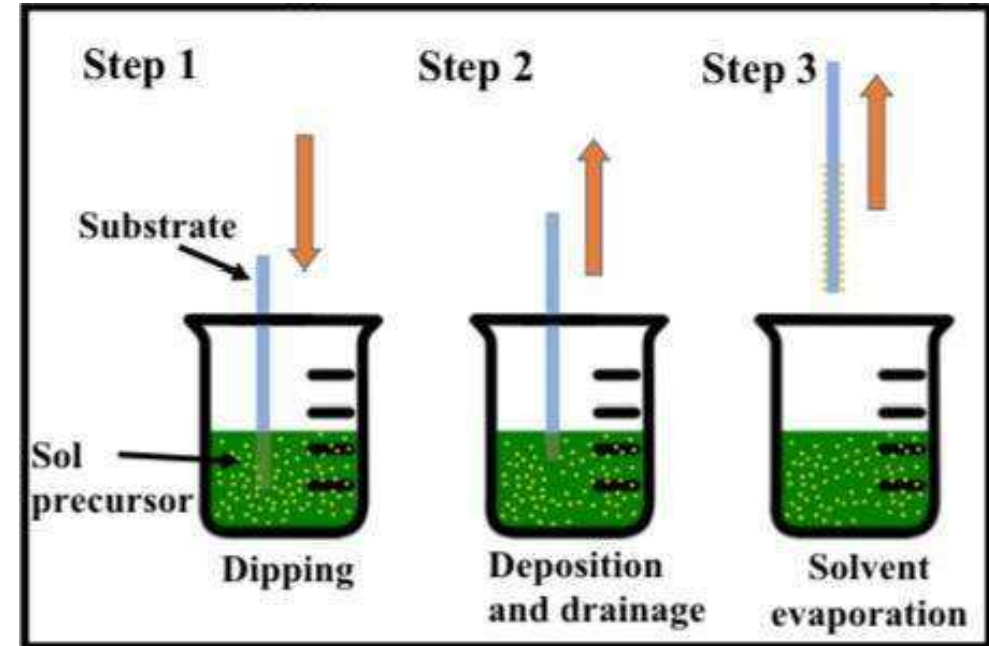 Step 1
Step 2
Step 3
Substrate
Sol
precursor
Dipping
Deposition
and drainage
Solvent
evaporation